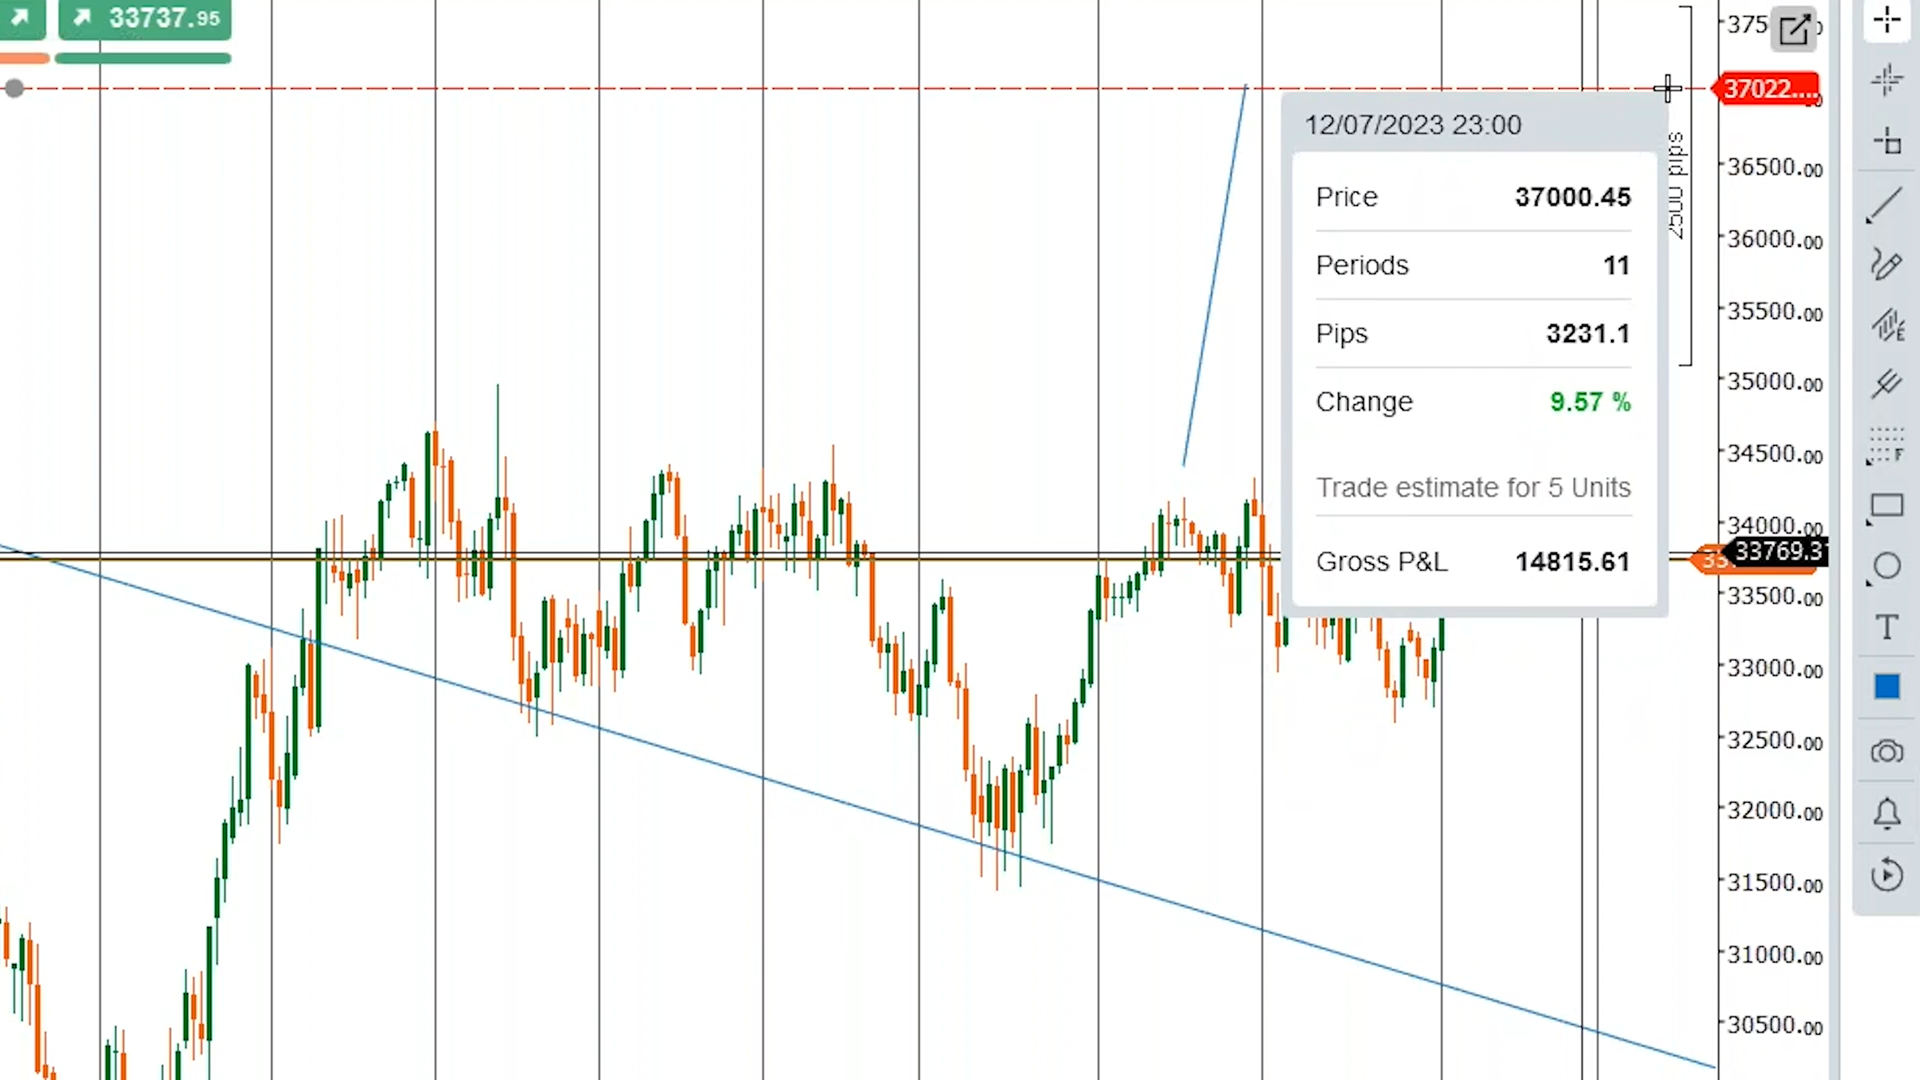 33737.95
37022....
12/07/2023 23:00
Price 37000.45
Periods 11
Pips 3231.1
Change 9.57 %
Trade estimate for 5 Units
Gross P&L 14815.61
2500 pips
36500.00
36000.00
35500.00
35000.00
34500.00
34000.00
33769.3
33500.00
33000.00
32500.00
32000.00
31500.00
31000.00
30500.00
E
F
T